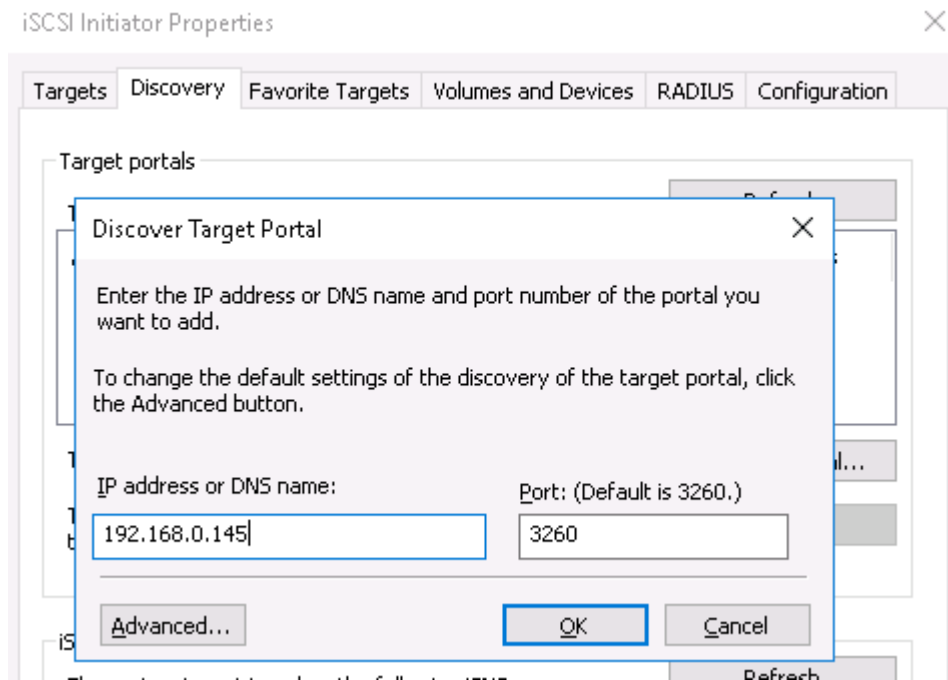 iSCSI Initiator Properties
Targets Discovery Favorite Targets Volumes and Devices RADIUS Configuration
Target portals
Discover Target Portal
Enter the IP address or DNS name and port number of the portal you
want to add.
To change the default settings of the discovery of the target portal, click
the Advanced button.
IP address or DNS name: Port: (Default is 3260.)
192.168.0.145 3260
Advanced... OK Cancel
Refresh